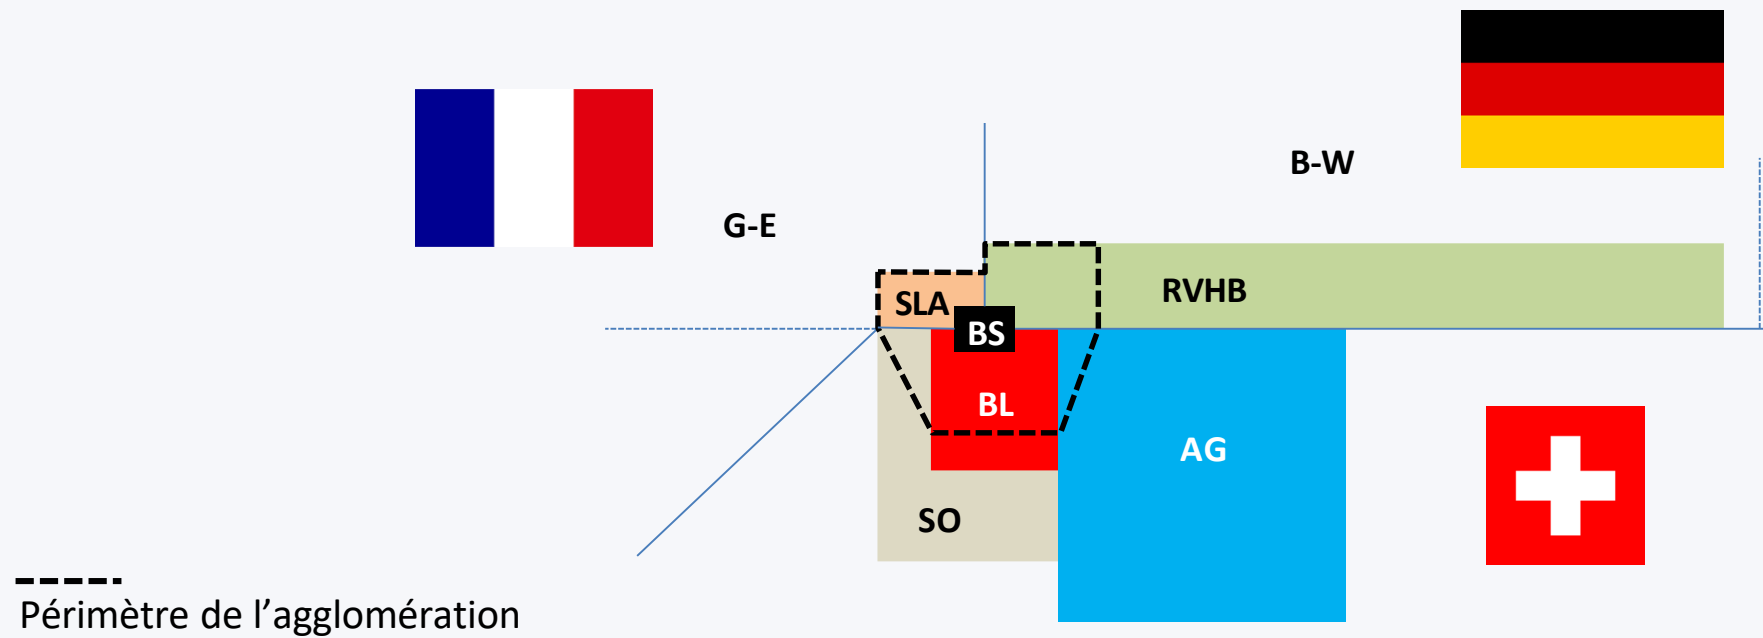 B-W
G-E
SLA
RVHB
BS
BL
AG
SO
Périmètre de l’agglomération